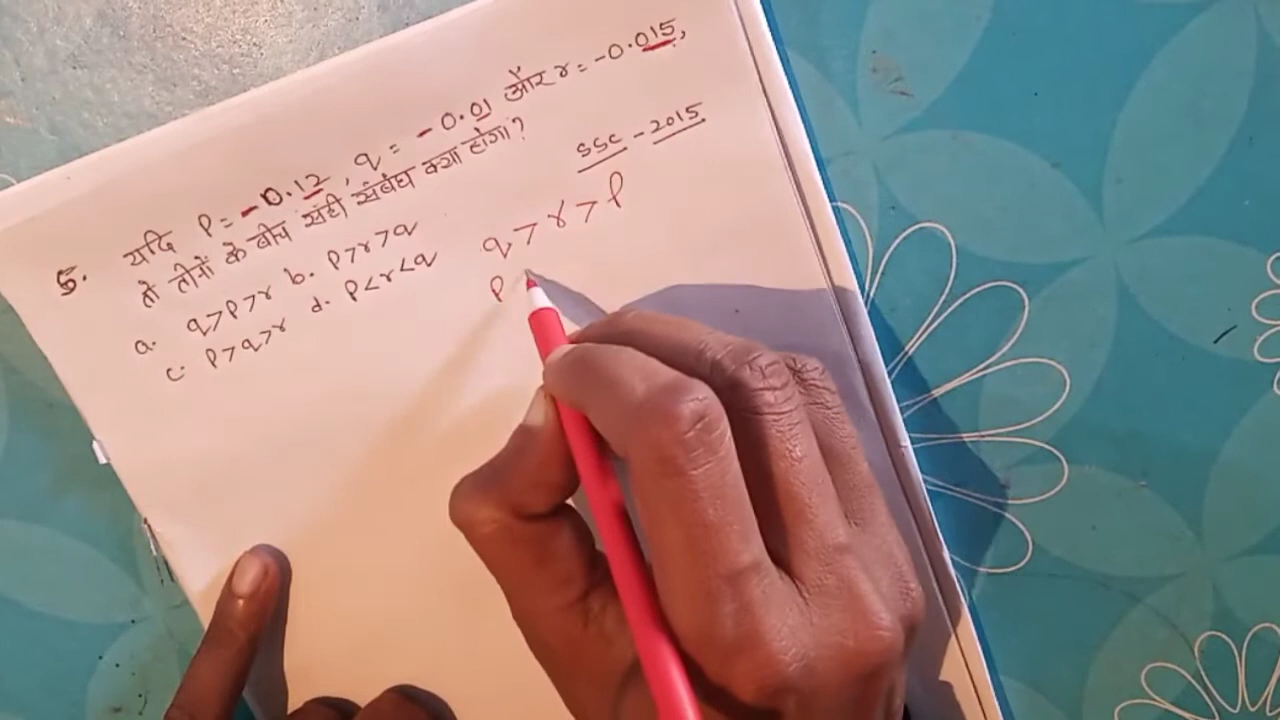 5. यदि P = -0.12, q = -0.01 और r = -0.015,
तो तीनों के बीच सही संबंध क्या होगा?
SSC - 2015
a. q>P>r b. P>r>q
c. P>q>r d. P<r<q
q>r>P
P